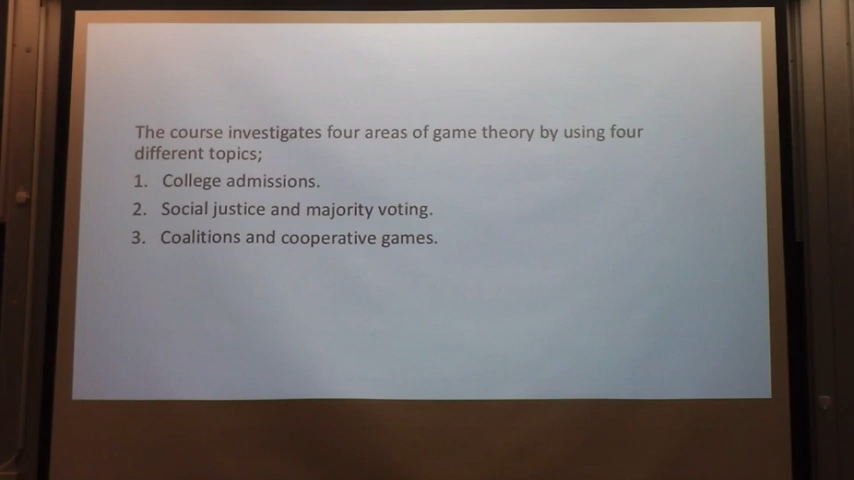 The course investigates four areas of game theory by using four
different topics;
1. College admissions.
2. Social justice and majority voting.
3. Coalitions and cooperative games.